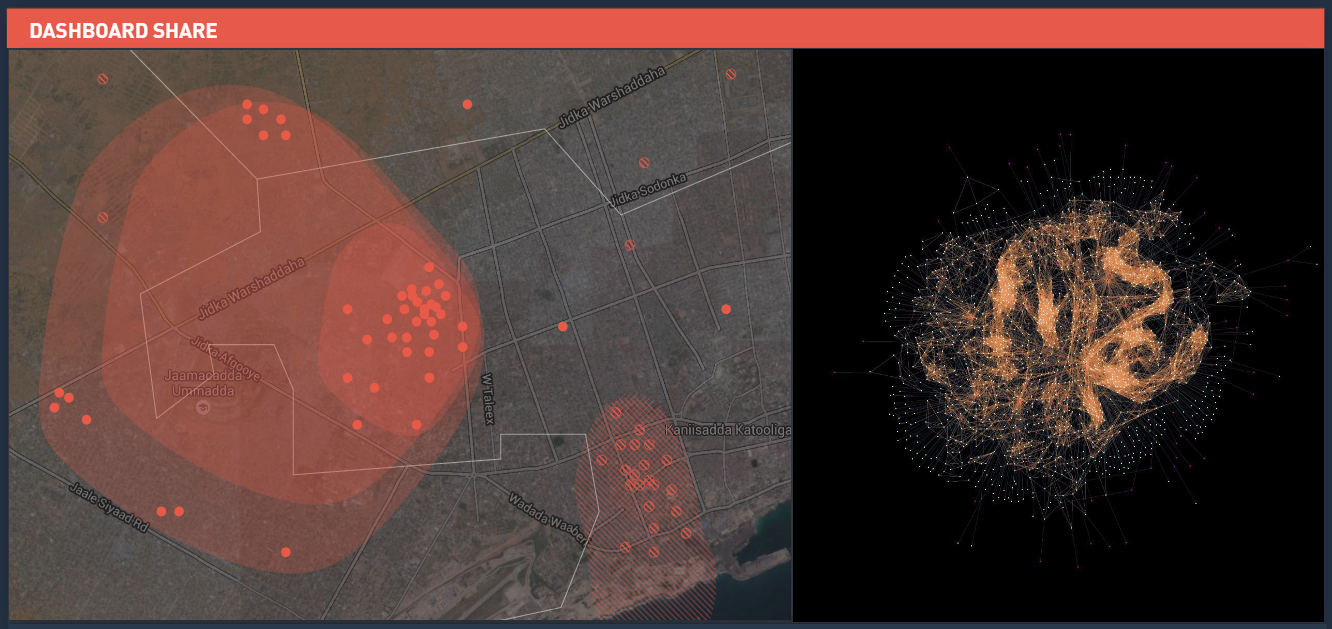 DASHBOARD SHARE
Jidka Warshaddaha
Jidka Sodonka
Jidka Warshaddaha
Jidka Afgooye
Jaamacadda
Ummadda
W'Taleex
Kaniisadda Katooliga
Jaale Siyaad Rd
Wadada Waaberi